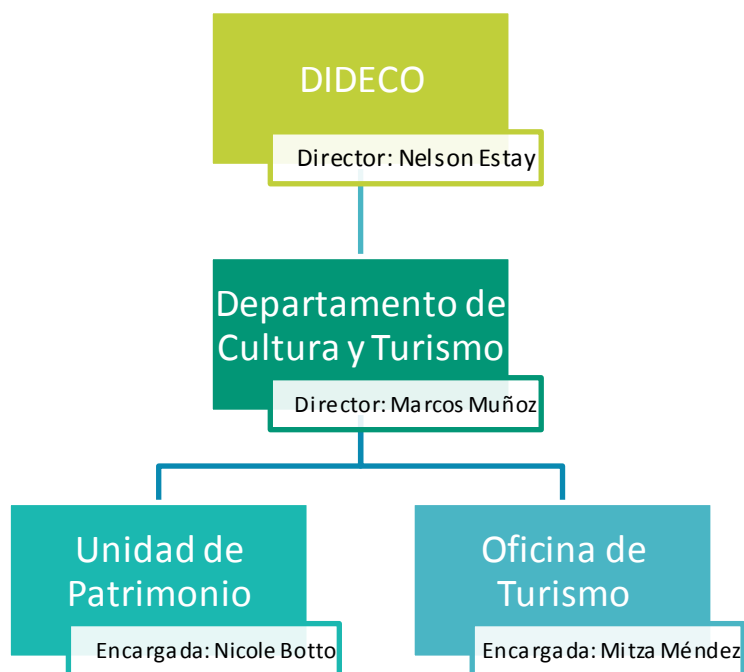 DIDECO
Director: Nelson Estay
Departamento de
Cultura y Turismo
Director: Marcos Muñoz
Unidad de
Patrimonio
Encargada: Nicole Botto
Oficina de
Turismo
Encargada: Mitza Méndez